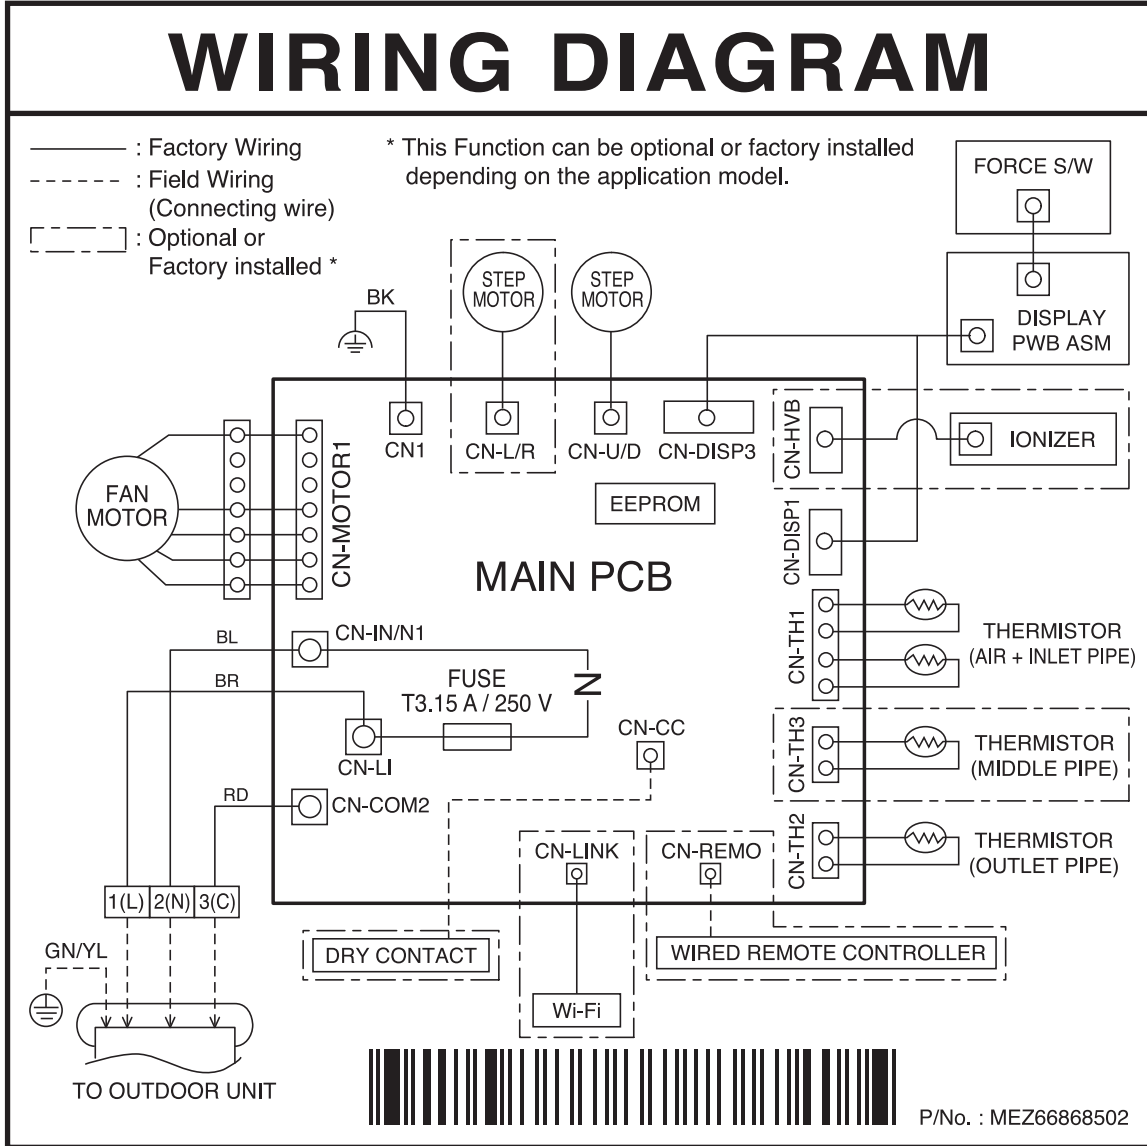 WIRING DIAGRAM
: Factory Wiring
: Field Wiring
(Connecting wire)
: Optional or
Factory installed *
* This Function can be optional or factory installed
depending on the application model.
FORCE S/W
DISPLAY
PWB ASM
BK
STEP
MOTOR
STEP
MOTOR
CN1
CN-L/R
CN-U/D
CN-DISP3
CN-HVB
IONIZER
EEPROM
FAN
MOTOR
CN-MOTOR1
CN-DISP1
MAIN PCB
CN-TH1
THERMISTOR
(AIR + INLET PIPE)
BL
CN-IN/N1
BR
FUSE
T3.15 A / 250 V
N
CN-LI
CN-CC
CN-TH3
THERMISTOR
(MIDDLE PIPE)
RD
CN-COM2
CN-LINK
CN-REMO
CN-TH2
THERMISTOR
(OUTLET PIPE)
1(L) 2(N) 3(C)
GN/YL
DRY CONTACT
WIRED REMOTE CONTROLLER
Wi-Fi
TO OUTDOOR UNIT
P/No. : MEZ66868502